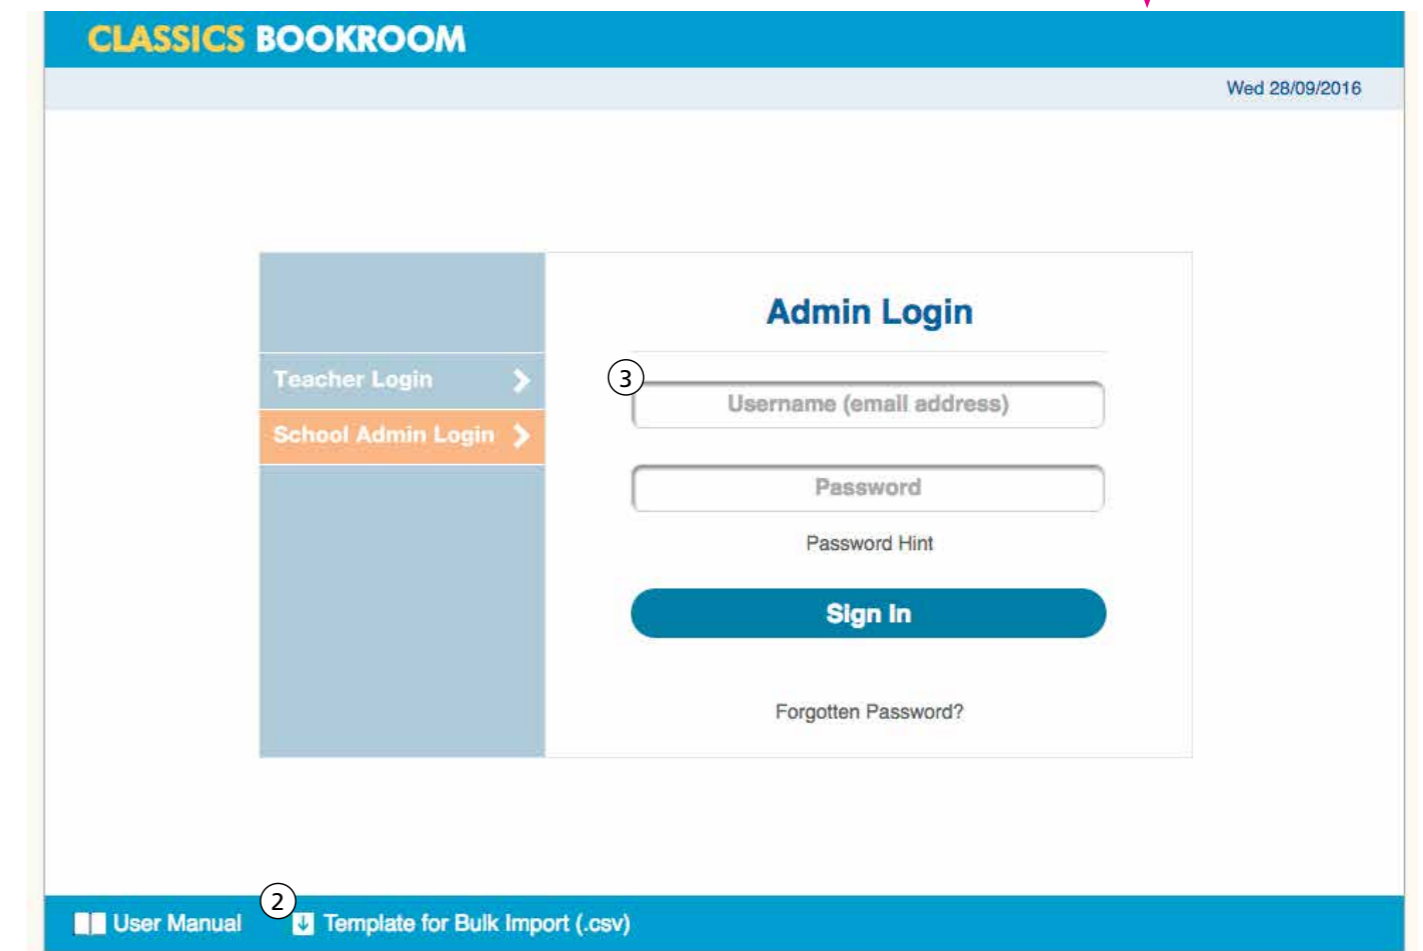 CLASSICS BOOKROOM
Wed 28/09/2016
Admin Login
Teacher Login
School Admin Login
3
Username (email address)
Password
Password Hint
Sign In
Forgotten Password?
User Manual
2
Template for Bulk Import (.csv)